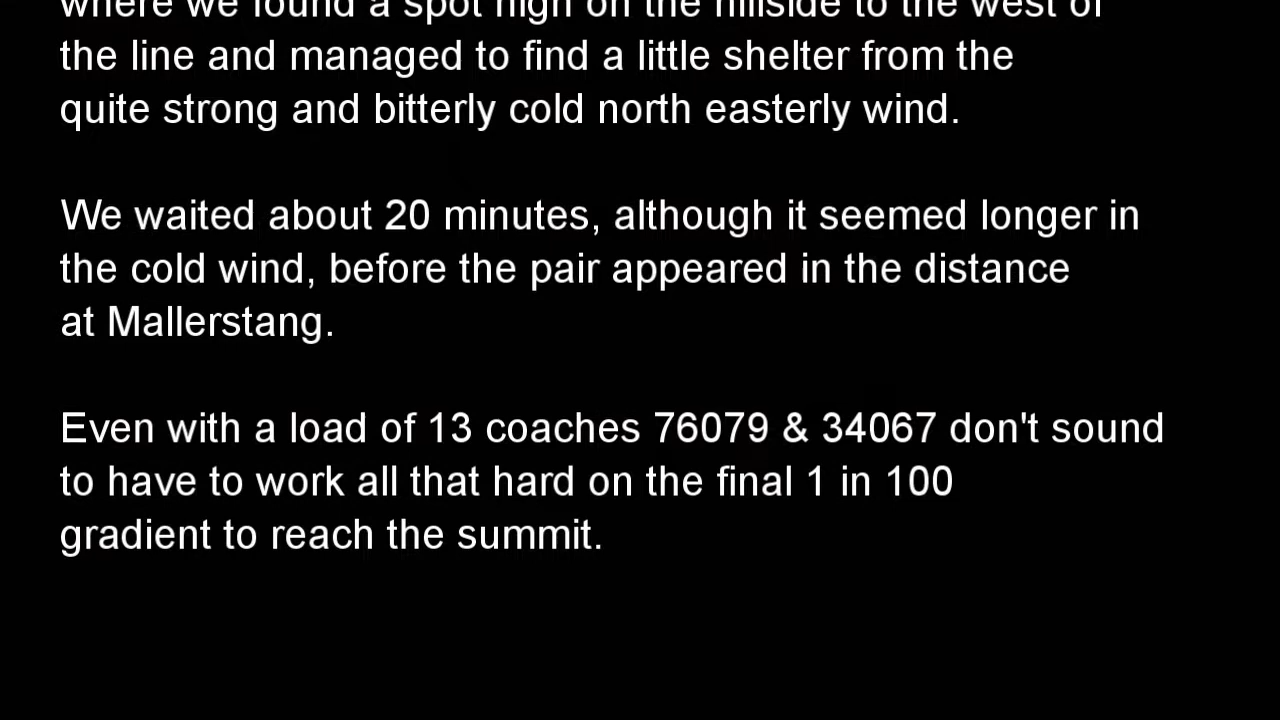 where we found a spot high on the hillside to the west of
the line and managed to find a little shelter from the
quite strong and bitterly cold north easterly wind.
We waited about 20 minutes, although it seemed longer in
the cold wind, before the pair appeared in the distance
at Mallerstang.
Even with a load of 13 coaches 76079 & 34067 don't sound
to have to work all that hard on the final 1 in 100
gradient to reach the summit.